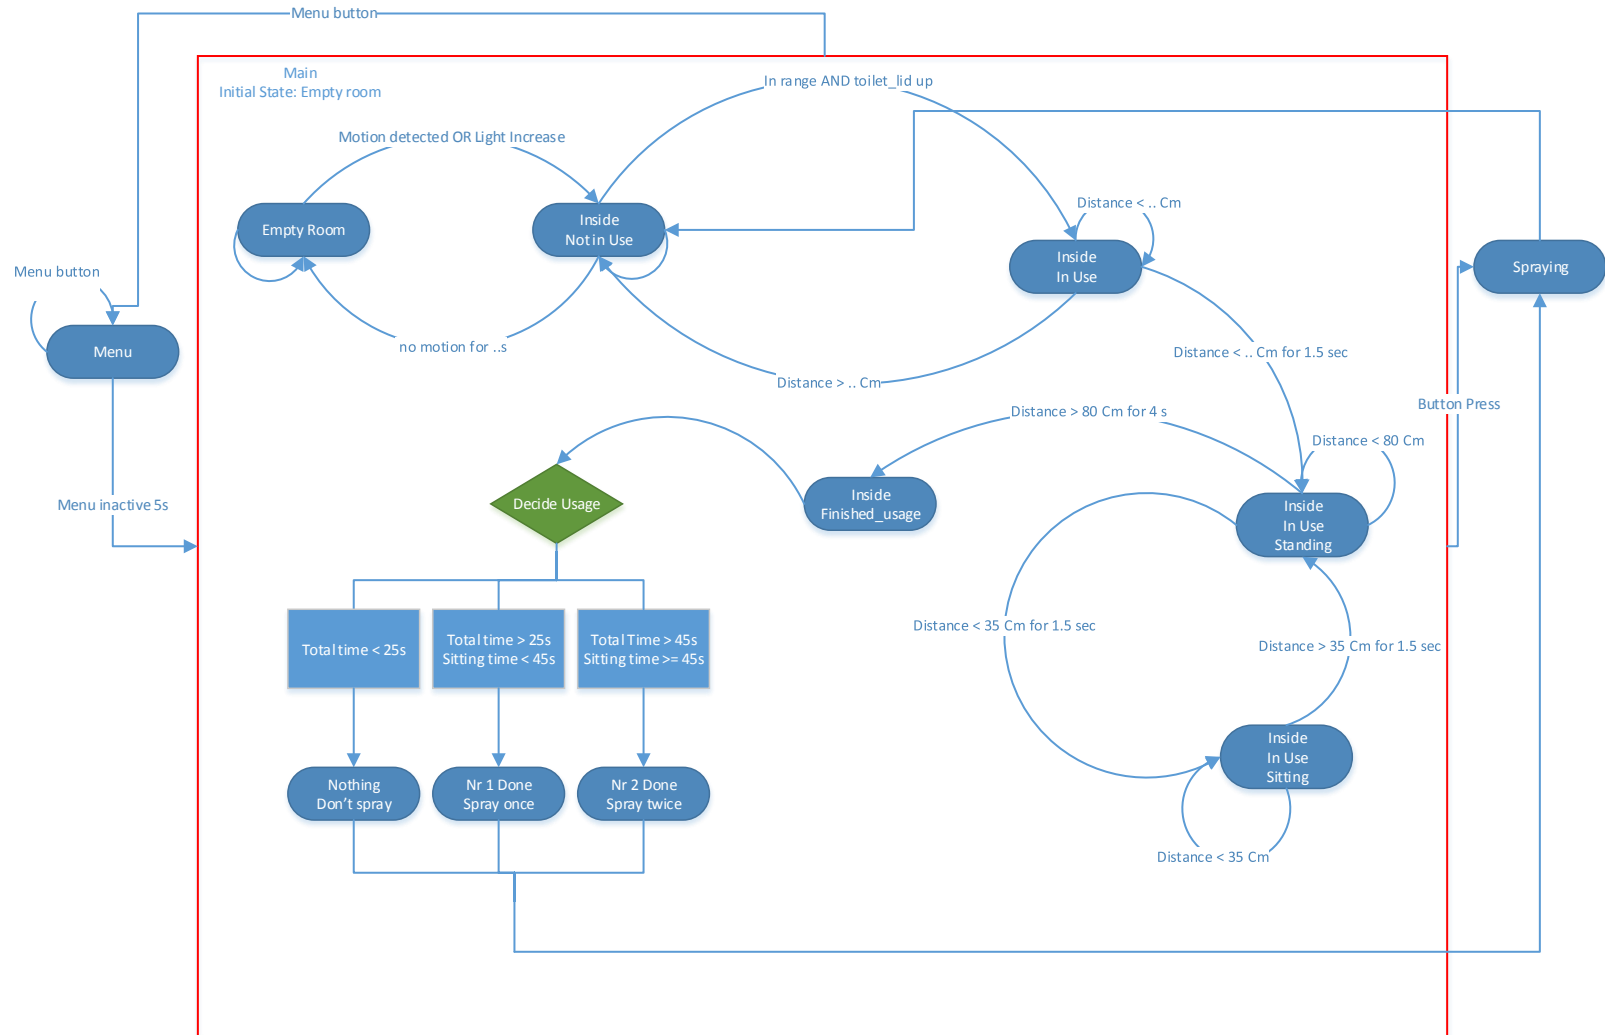 Menu button
Main
Initial State: Empty room
In range AND toilet_lid up
Motion detected OR Light Increase
Empty Room
Inside
Not in Use
Distance < .. Cm
Inside
In Use
Spraying
Menu button
Menu
no motion for ..s
Distance > .. Cm
Distance < .. Cm for 1.5 sec
Button Press
Distance > 80 Cm for 4 s
Distance < 80 Cm
Menu inactive 5s
Decide Usage
Inside
Finished_usage
Inside
In Use
Standing
Distance < 35 Cm for 1.5 sec
Distance > 35 Cm for 1.5 sec
Total time < 25s
Total time > 25s
Sitting time < 45s
Total Time > 45s
Sitting time >= 45s
Inside
In Use
Sitting
Nothing
Don't spray
Nr 1 Done
Spray once
Nr 2 Done
Spray twice
Distance < 35 Cm